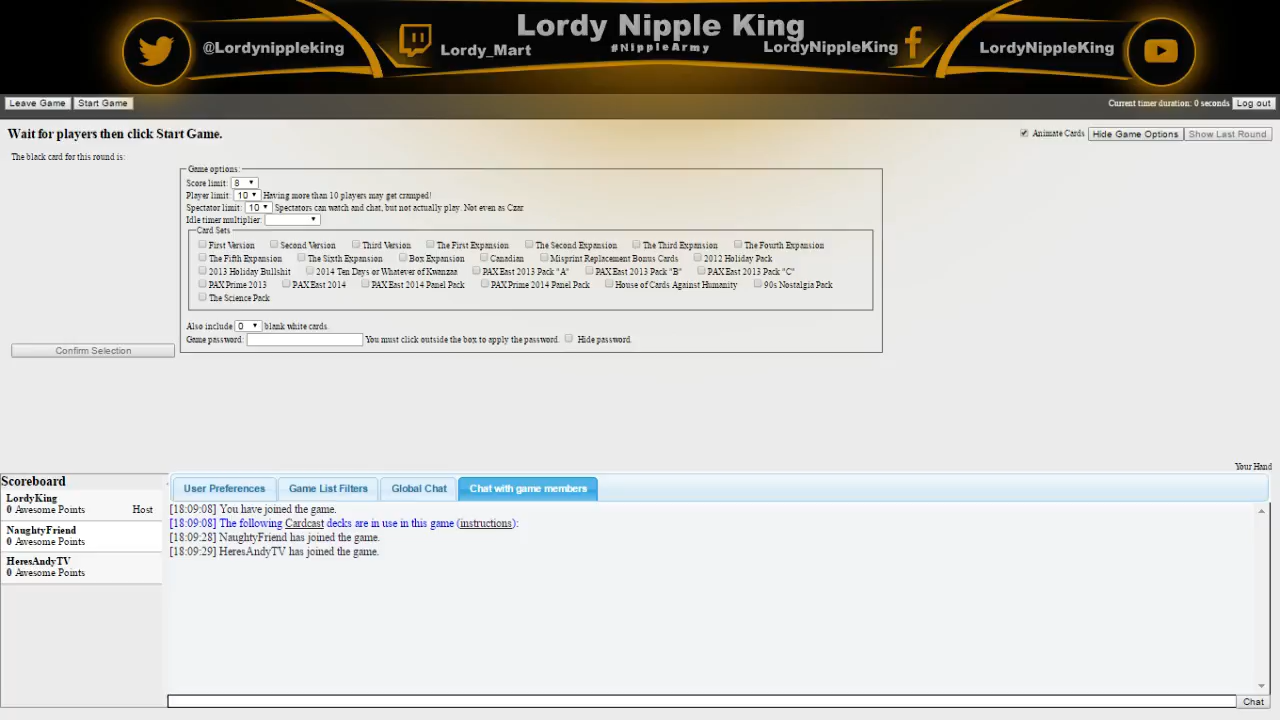 Lordy Nipple King
@Lordynippleking
Lordy_Mart
#NippleArmy
LordyNippleKing
LordyNippleKing
Leave Game
Start Game
Current timer duration: 0 seconds
Log out
Wait for players then click Start Game.
Animate Cards
Hide Game Options
Show Last Round
The black card for this round is:
Game options:
Score limit: 8
Player limit: 10 Having more than 10 players may get cramped!
Spectator limit: 10 Spectators can watch and chat, but not actually play. Not even as Czar.
Idle timer multiplier:
Card Sets
First Version Second Version Third Version The First Expansion The Second Expansion The Third Expansion The Fourth Expansion
The Fifth Expansion The Sixth Expansion Box Expansion Canadian Misprint Replacement Bonus Cards 2012 Holiday Pack
2013 Holiday Bullshit 2014 Ten Days or Whatever of Kwanzaa PAX East 2013 Pack "A" PAX East 2013 Pack "B" PAX East 2013 Pack "C"
PAX Prime 2013 PAX East 2014 PAX East 2014 Panel Pack PAX Prime 2014 Panel Pack House of Cards Against Humanity 90s Nostalgia Pack
The Science Pack
Also include 0 blank white cards.
Game password: You must click outside the box to apply the password. Hide password.
Confirm Selection
Your Hand
Scoreboard
LordyKing
0 Awesome Points Host
NaughtyFriend
0 Awesome Points
HeresAndyTV
0 Awesome Points
User Preferences
Game List Filters
Global Chat
Chat with game members
[18:09:08] You have joined the game.
[18:09:08] The following Cardcast decks are in use in this game (instructions):
[18:09:28] NaughtyFriend has joined the game.
[18:09:29] HeresAndyTV has joined the game.
Chat